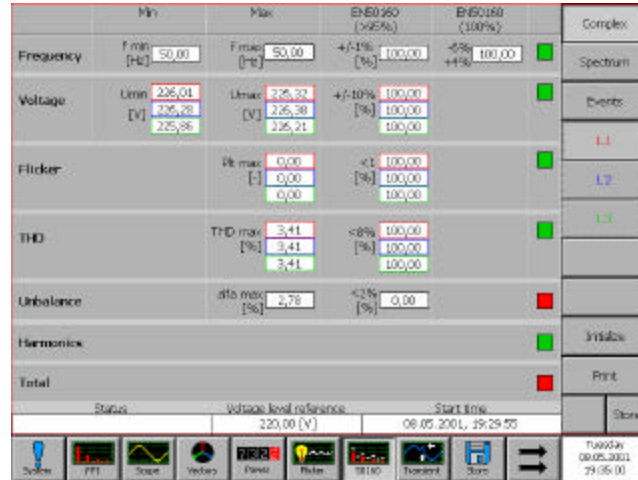 Min Max EN50160 EN50160
(>95%) (100%)
Complex
Frequency f min [Hz] 50,00 f max [Hz] 50,00 +/-1% [%] 100,00 -6% +4% 100,00
Spectrum
Voltage Umin [V] 226,01 Umax [V] 226,32 +/-10% [%] 100,00
Events
226,28 226,38 100,00
225,86 226,21 100,00
L1
Flicker Plt max [-] 0,00 <1 [%] 100,00
0,00 100,00
L2
0,00 100,00
L3
THD THD max [%] 3,41 <8% [%] 100,00
3,41 100,00
3,41 100,00
Unbalance alfa max [%] 2,78 <2% [%] 0,00
Harmonics
Initialize
Total
Print
Status Voltage level reference Start time
Store
220,00 [V] 08.05.2001, 19:29:55
System FFT Scope Vectors Power Flicker 50160 Transient Store
Tuesday
08.05.2001
19:35:00